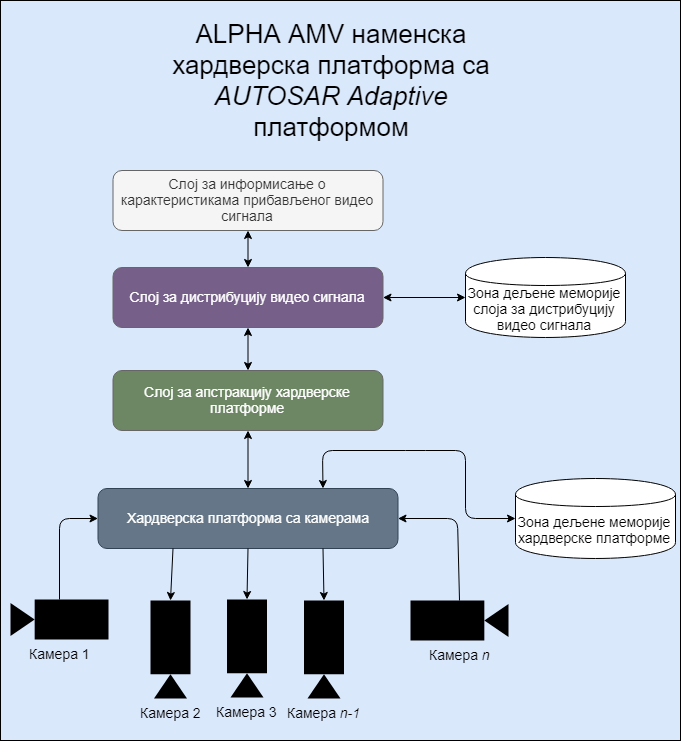 ALPHA AMV наменска
хардверска платформа са
AUTOSAR Adaptive
платформом
Слој за информисање о
карактеристикама прибављеног видео
сигнала
Слој за дистрибуцију видео сигнала
Зона дељене меморије
слоја за дистрибуцију
видео сигнала
Слој за апстракцију хардверске
платформе
Хардверска платформа са камерама
Зона дељене меморије
хардверске платформе
Камера 1
Камера 2
Камера 3
Камера n-1
Камера n